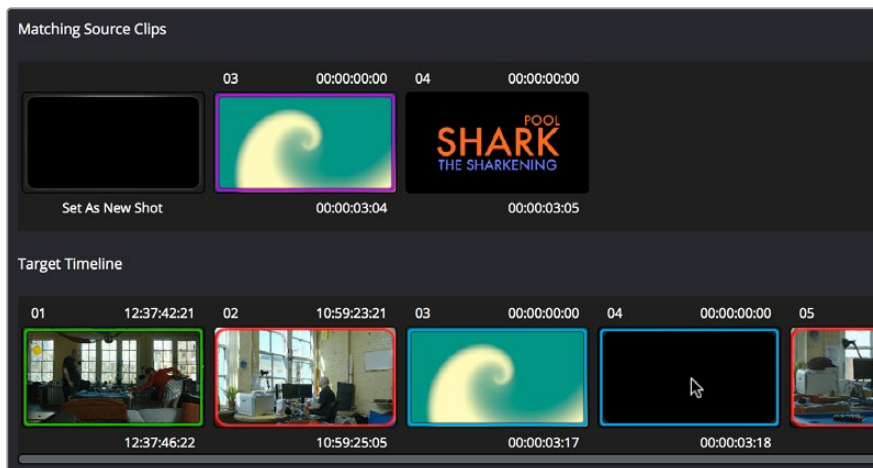 Matching Source Clips
03 00:00:00:00 04 00:00:00:00
POOL
SHARK
THE SHARKENING
Set As New Shot 00:00:03:04 00:00:03:05
Target Timeline
01 12:37:42:21 02 10:59:23:21 03 00:00:00:00 04 00:00:00:00 05
12:37:46:22 10:59:25:05 00:00:03:17 00:00:03:18